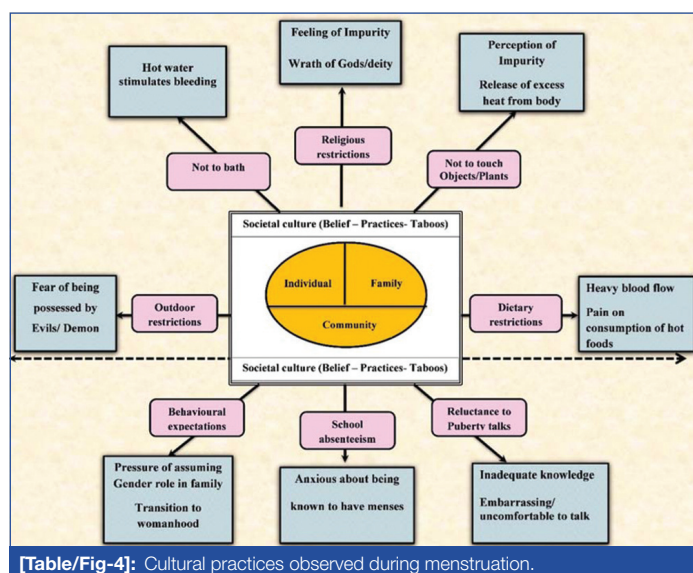 Feeling of Impurity
Wrath of Gods/deity
Hot water
stimulates bleeding
Perception of
Impurity
Release of excess
heat from body
Religious
restrictions
Not to bath
Not to touch
Objects/Plants
Societal culture (Belief – Practices- Taboos)
Individual
Family
Community
Societal culture (Belief – Practices- Taboos)
Fear of being
possessed by
Evils/ Demon
Outdoor
restrictions
Dietary
restrictions
Heavy blood flow
Pain on
consumption of hot
foods
Behavioural
expectations
School
absenteeism
Reluctance to
Puberty talks
Pressure of assuming
Gender role in family
Transition to
womanhood
Anxious about being
known to have menses
Inadequate knowledge
Embarrassing/
uncomfortable to talk
[Table/Fig-4]: Cultural practices observed during menstruation.